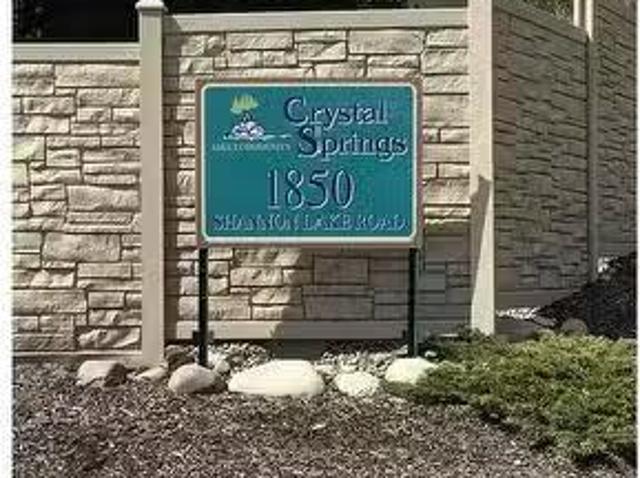 Crystal
Springs
1850
SHANNON LAKE ROAD